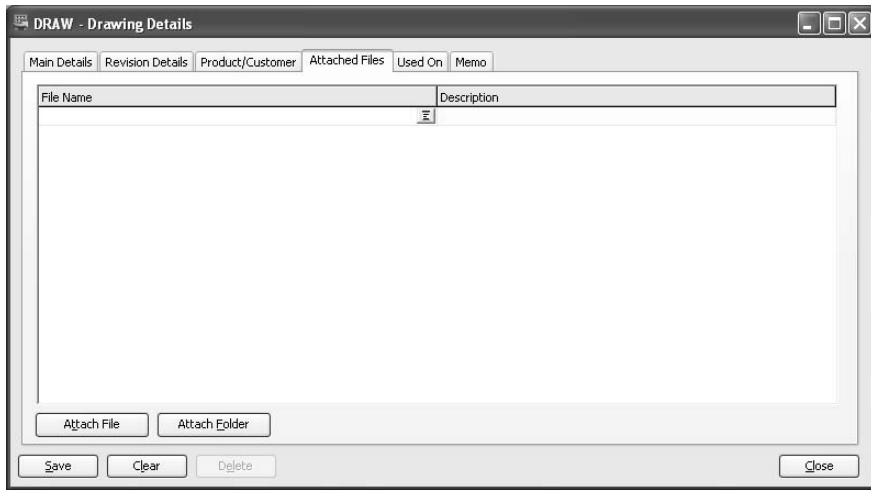 DRAW - Drawing Details
Main Details Revision Details Product/Customer Attached Files Used On Memo
File Name Description
Attach File Attach Folder
Save Clear Delete Close